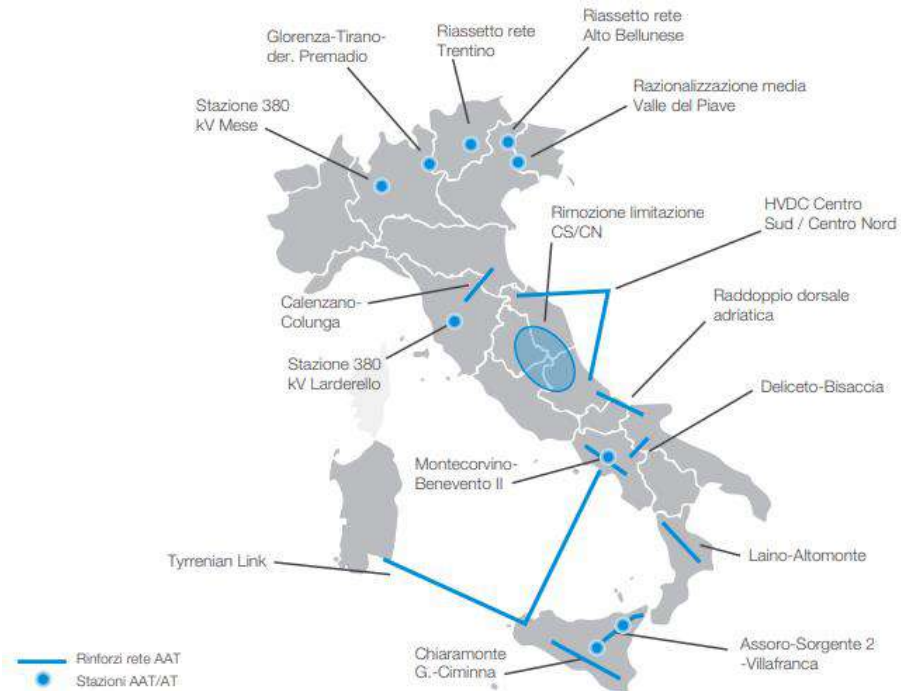 Riassetto rete
Alto Bellunese
Riassetto rete
Trentino
Glorenza-Tirano-
der. Premadio
Razionalizzazione media
Valle del Piave
Stazione 380
kV Mese
HVDC Centro
Sud / Centro Nord
Rimozione limitazione
CS/CN
Raddoppio dorsale
adriatica
Calenzano-
Colunga
Stazione 380
kV Larderello
Deliceto-Bisaccia
Montecorvino-
Benevento II
Laino-Altomonte
Tyrrenian Link
Assoro-Sorgente 2
-Villafranca
Chiaramonte
G.-Ciminna
Rinforzi rete AAT
Stazioni AAT/AT